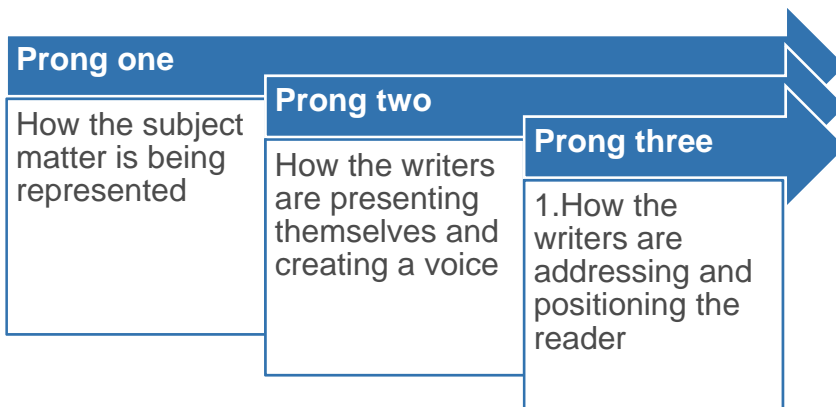 Prong one
How the subject
matter is being
represented
Prong two
How the writers
are presenting
themselves and
creating a voice
Prong three
1.How the
writers are
addressing and
positioning the
reader